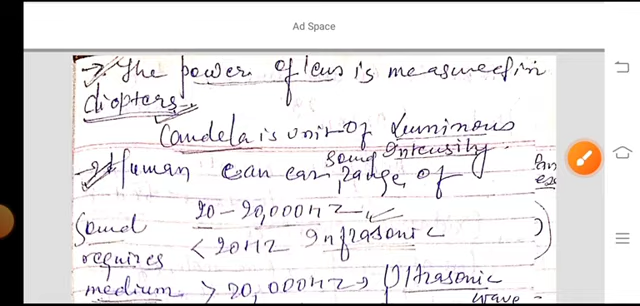 Ad Space
→ The power of lens is measured in
diopters.
Candela is unit of Luminous
Intensity.
→ Human can ear sound range of
20 - 20,000HZ
< 20HZ Infrasonic
Sound requires medium
> 20,000HZ → Ultrasonic
wave